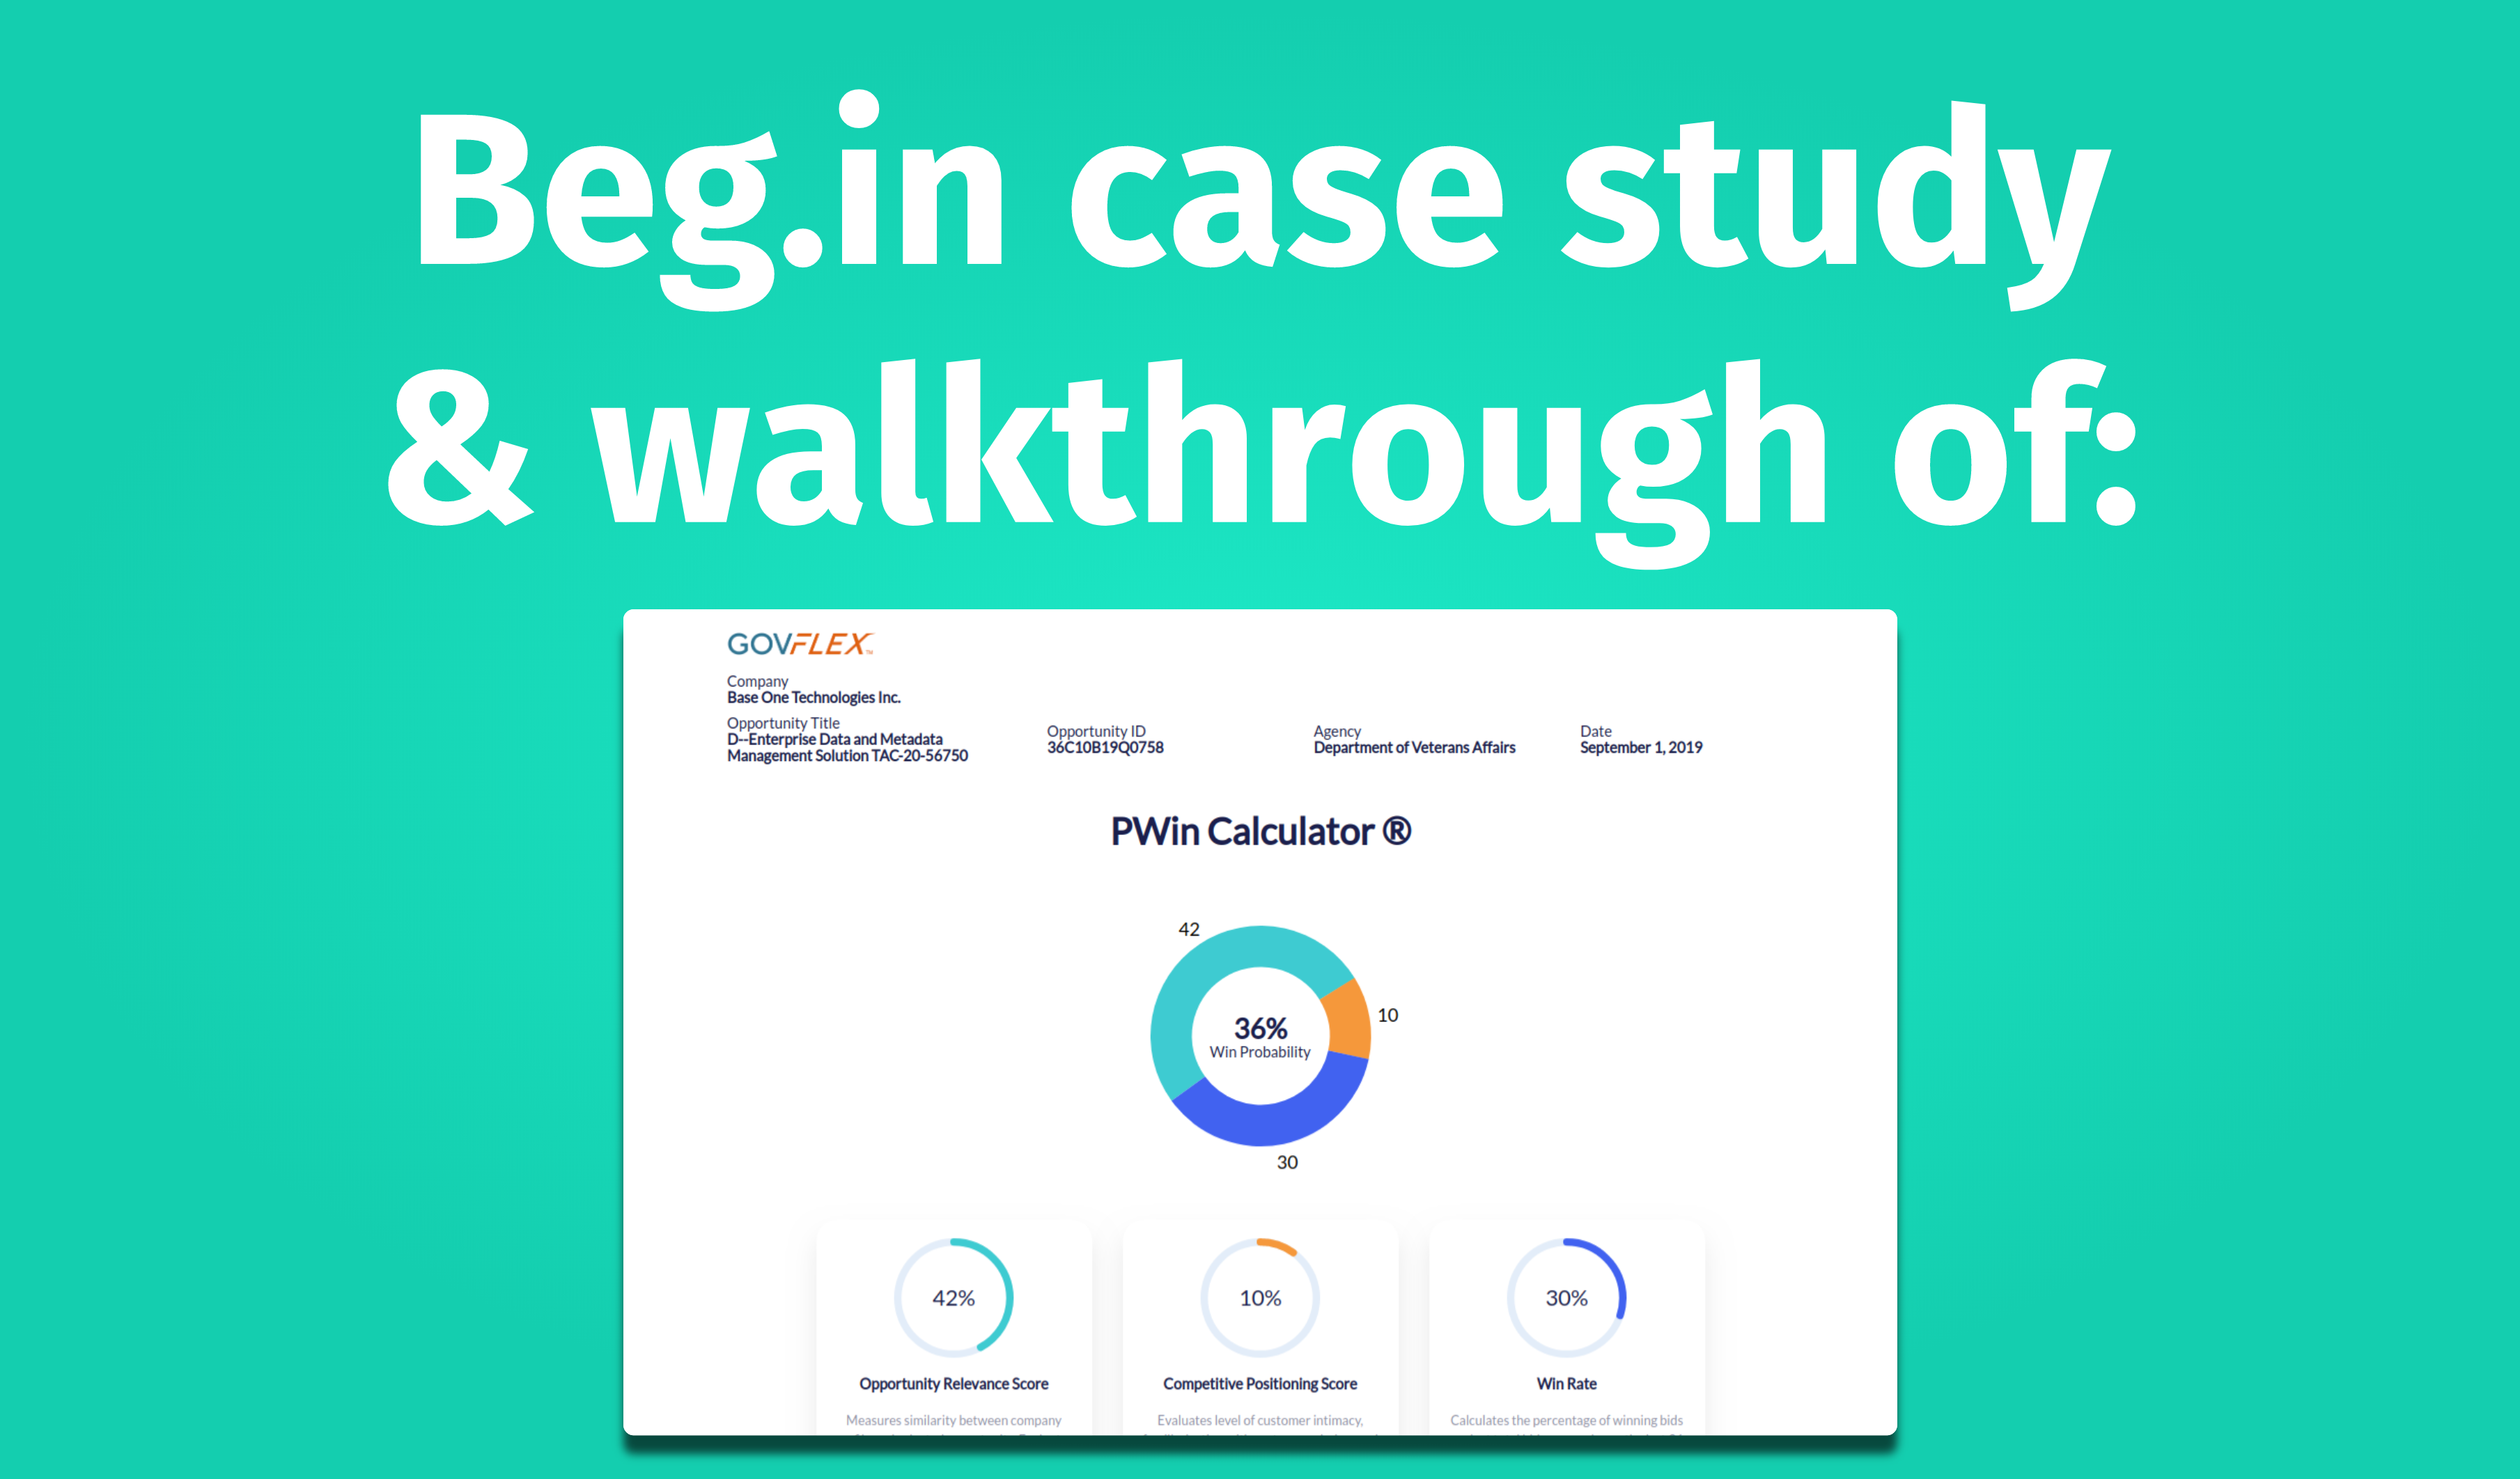 Beg.in case study
& walkthrough of:
GOVFLEX™
Company
Base One Technologies Inc.
Opportunity Title
D--Enterprise Data and Metadata
Management Solution TAC-20-56750
Opportunity ID
36C10B19Q0758
Agency
Department of Veterans Affairs
Date
September 1, 2019
PWin Calculator ®
42
10
36%
Win Probability
30
42%
10%
30%
Opportunity Relevance Score
Competitive Positioning Score
Win Rate
Measures similarity between company
Evaluates level of customer intimacy,
Calculates the percentage of winning bids